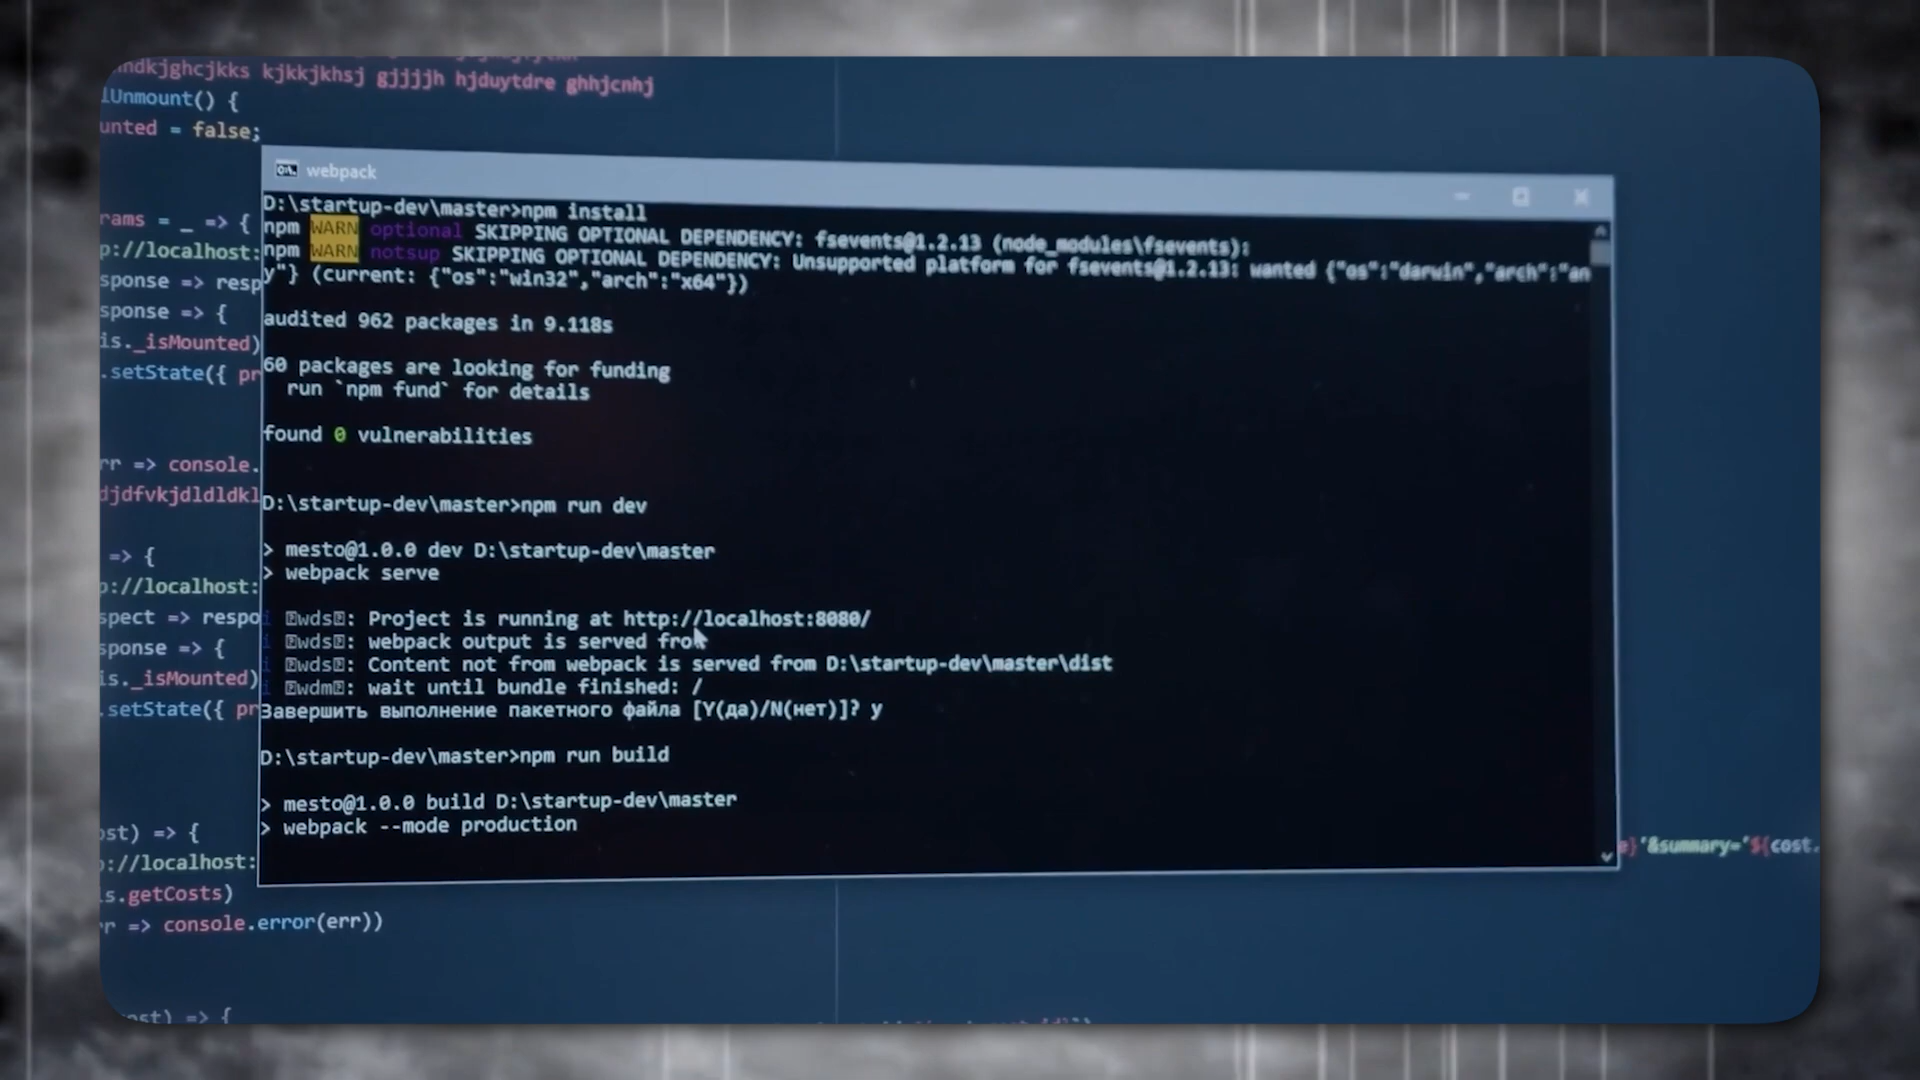 kjkkjkhsj gjjjjh hjduytdre ghhjcnhj
lUnmount() {
unted = false;
webpack
D:\startup-dev\master>npm install
npm WARN optional SKIPPING OPTIONAL DEPENDENCY: fsevents@1.2.13 (node_modules\fsevents):
npm WARN notsup SKIPPING OPTIONAL DEPENDENCY: Unsupported platform for fsevents@1.2.13: wanted {"os":"darwin","arch":"an
y"} (current: {"os":"win32","arch":"x64"})
audited 962 packages in 9.118s
60 packages are looking for funding
run `npm fund` for details
found 0 vulnerabilities
D:\startup-dev\master>npm run dev
> mesto@1.0.0 dev D:\startup-dev\master
> webpack serve
i wds: Project is running at http://localhost:8080/
i wds: webpack output is served from
i wds: Content not from webpack is served from D:\startup-dev\master\dist
i wdm: wait until bundle finished: /
Завершить выполнение пакетного файла [Y(да)/N(нет)]? y
D:\startup-dev\master>npm run build
> mesto@1.0.0 build D:\startup-dev\master
> webpack --mode production
rams = _ => {
p://localhost:
sponse => resp
sponse => {
is._isMounted)
.setState({ pr
rr => console.
djdfvkjdldldkl
=> {
p://localhost:
spect => respo
sponse => {
is._isMounted)
.setState({ pr
ost) => {
p://localhost:
e}'&summary='${cost.
is.getCosts)
rr => console.error(err))
ost) => {